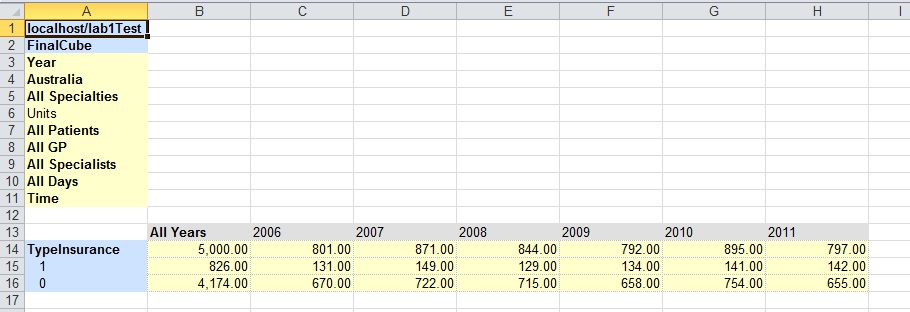 A B C D E F G H I
1 localhost/lab1Test
2 FinalCube
3 Year
4 Australia
5 All Specialties
6 Units
7 All Patients
8 All GP
9 All Specialists
10 All Days
11 Time
12
13 All Years 2006 2007 2008 2009 2010 2011
14 TypeInsurance 5,000.00 801.00 871.00 844.00 792.00 895.00 797.00
15 1 826.00 131.00 149.00 129.00 134.00 141.00 142.00
16 0 4,174.00 670.00 722.00 715.00 658.00 754.00 655.00
17